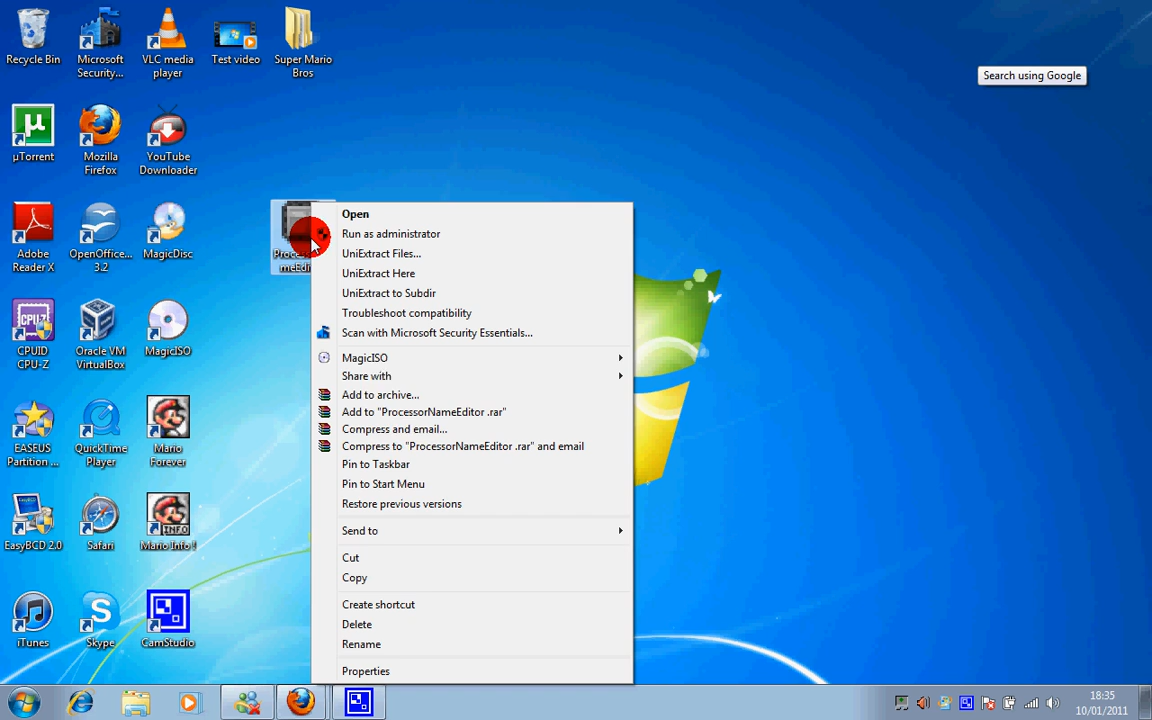 Recycle Bin
Microsoft
Security...
VLC media
player
Test video
Super Mario
Bros
Search using Google
µTorrent
Mozilla
Firefox
YouTube
Downloader
Adobe
Reader X
OpenOffice...
3.2
MagicDisc
CPUID
CPU-Z
Oracle VM
VirtualBox
MagicISO
EASEUS
Partition ...
QuickTime
Player
Mario
Forever
EasyBCD 2.0
Safari
INFO
Mario Info !
iTunes
Skype
CamStudio
Open
Run as administrator
UniExtract Files...
UniExtract Here
UniExtract to Subdir
Troubleshoot compatibility
Scan with Microsoft Security Essentials...
MagicISO
Share with
Add to archive...
Add to "ProcessorNameEditor .rar"
Compress and email...
Compress to "ProcessorNameEditor .rar" and email
Pin to Taskbar
Pin to Start Menu
Restore previous versions
Send to
Cut
Copy
Create shortcut
Delete
Rename
Properties
18:35
10/01/2011